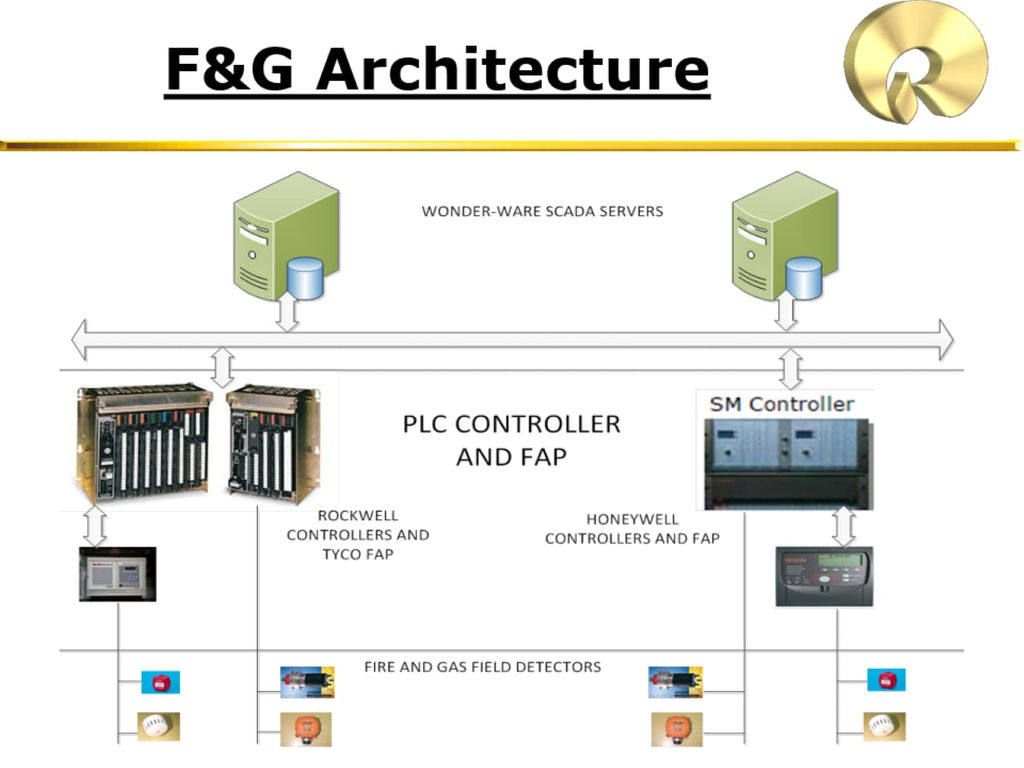 F&G Architecture
WONDER-WARE SCADA SERVERS
PLC CONTROLLER
AND FAP
SM Controller
ROCKWELL
CONTROLLERS AND
TYCO FAP
HONEYWELL
CONTROLLERS AND FAP
FIRE AND GAS FIELD DETECTORS